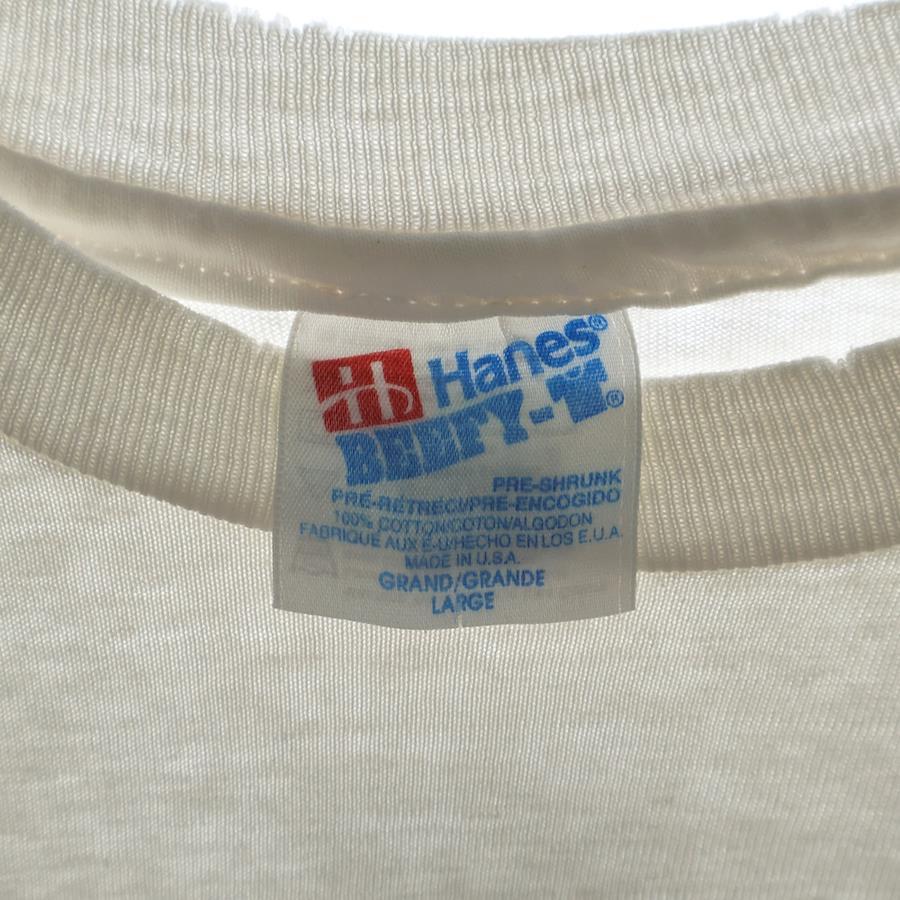 H Hanes®
BEEFY-T®
PRE-SHRUNK
PRÉ-RÉTRÉCI/PRE-ENCOGIDO
100% COTTON/COTON/ALGODON
FABRIQUÉ AUX É-U/HECHO EN LOS E.U.A.
MADE IN U.S.A.
GRAND/GRANDE
LARGE